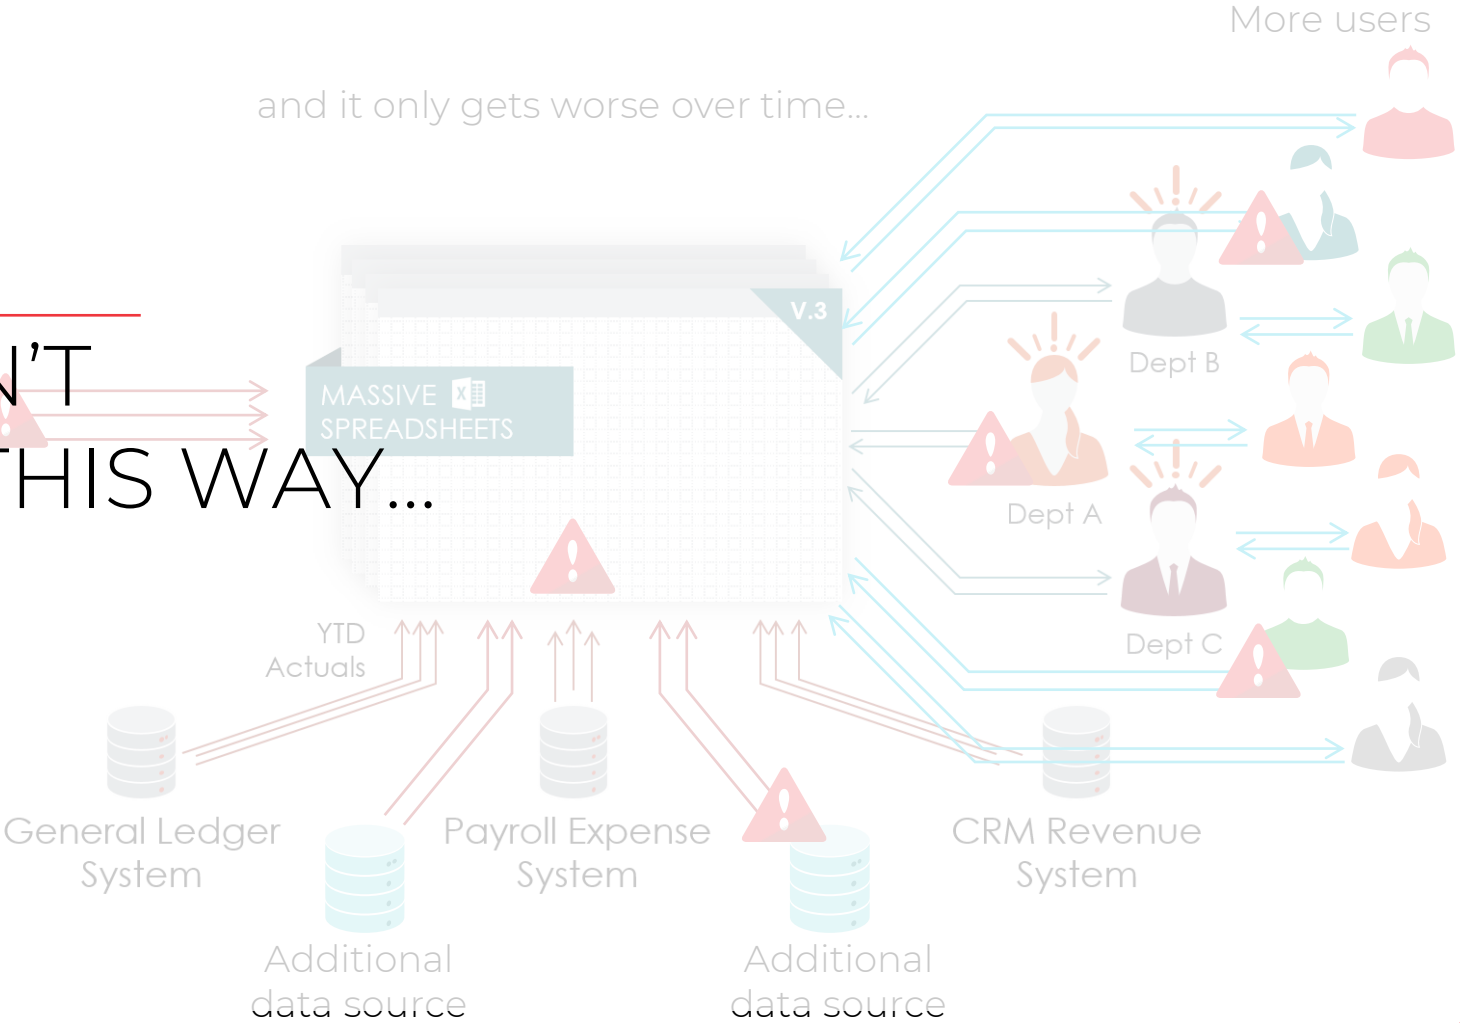 More users
and it only gets worse over time...
V.3
N'T
MASSIVE
SPREADSHEETS
THIS WAY...
Dept B
Dept A
Dept C
YTD
Actuals
General Ledger
System
Payroll Expense
System
CRM Revenue
System
Additional
data source
Additional
data source